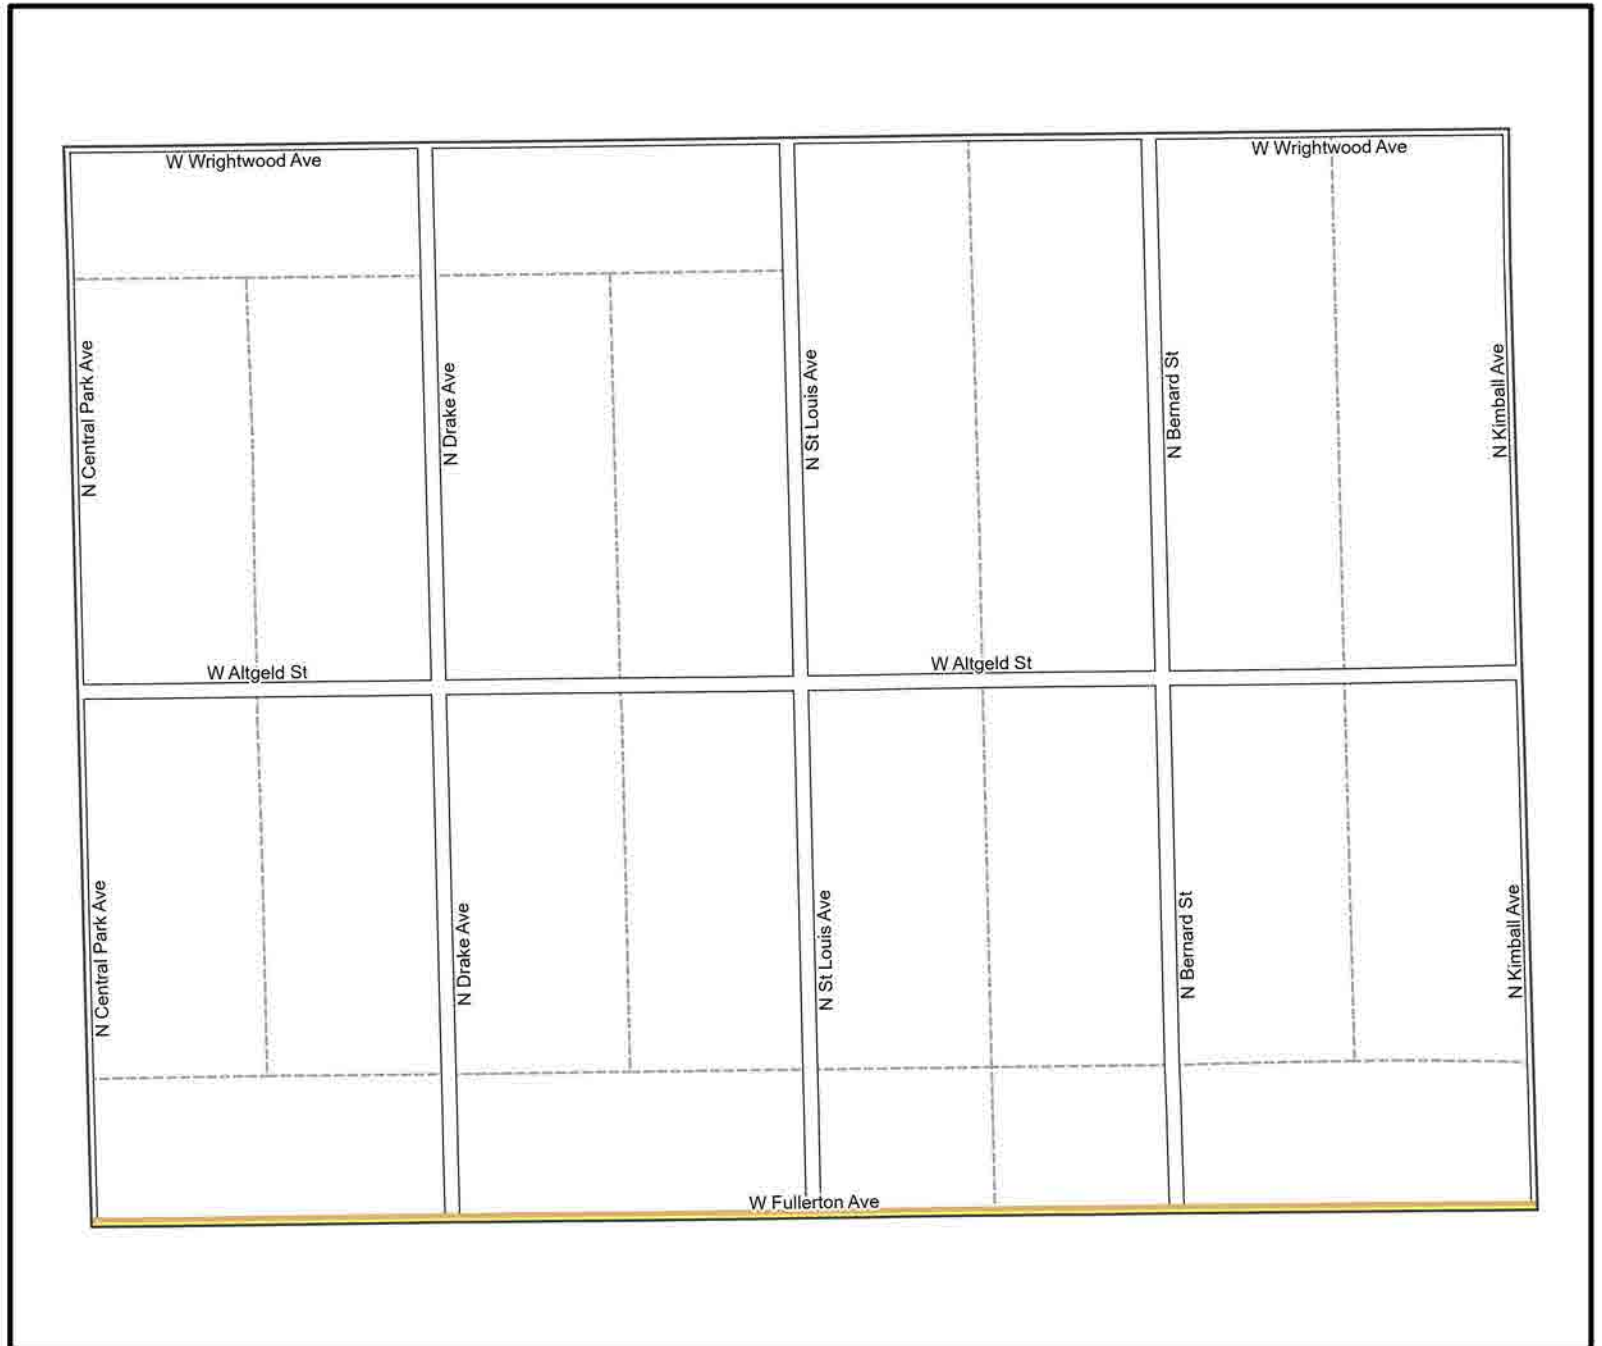 W Wrightwood Ave
W Wrightwood Ave
N Central Park Ave
N Drake Ave
N St Louis Ave
N Bernard St
N Kimball Ave
W Altgeld St
W Altgeld St
N Central Park Ave
N Drake Ave
N St Louis Ave
N Bernard St
N Kimball Ave
W Fullerton Ave